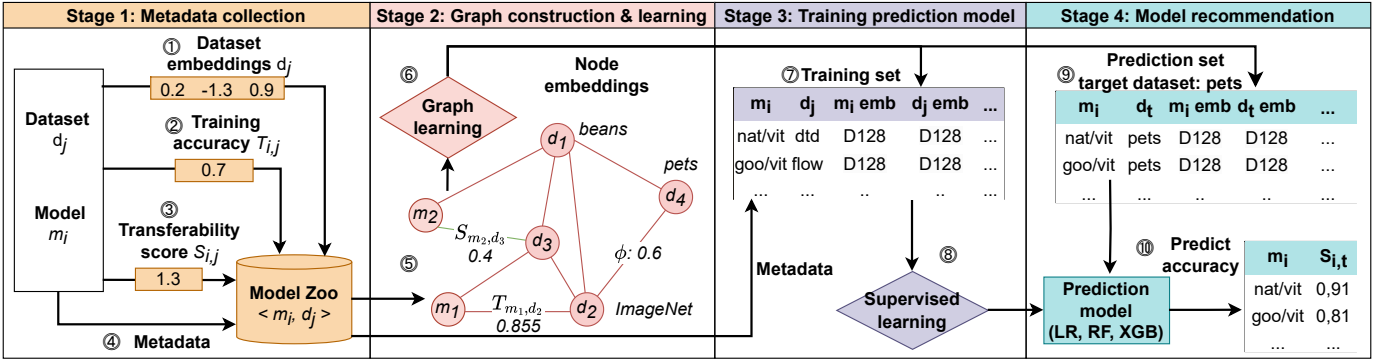 Stage 1: Metadata collection
① Dataset
embeddings dj
0.2 -1.3 0.9
Dataset
dj
Model
mi
② Training
accuracy Ti,j
0.7
③
Transferability
score Si,j
1.3
Model Zoo
< mi, dj >
④ Metadata
Stage 2: Graph construction & learning
⑥
Graph
learning
Node
embeddings
d1 beans
pets
d4
m2
Sm2,d3
0.4
d3
ϕ: 0.6
⑤
m1
Tm1,d2
0.855
d2
ImageNet
Stage 3: Training prediction model
⑦ Training set
mi dj mi emb dj emb ...
nat/vit dtd D128 D128 ...
goo/vit flow D128 D128 ...
... ... .. .. ...
Metadata
⑧
Supervised
learning
Stage 4: Model recommendation
⑨ Prediction set
target dataset: pets
mi dt mi emb dt emb ...
nat/vit pets D128 D128 ...
goo/vit pets D128 D128 ...
... ... .. .. ...
⑩ Predict
accuracy
Prediction
model
(LR, RF, XGB)
mi Si,t
nat/vit 0,91
goo/vit 0,81
... ...